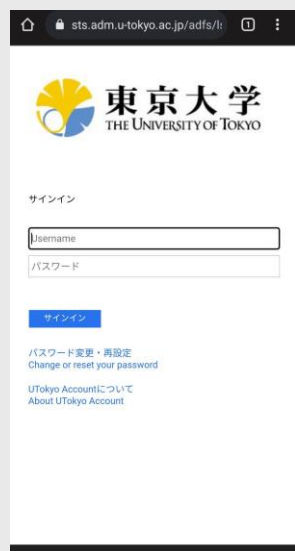 sts.adm.u-tokyo.ac.jp/adfs/l
1
東京大学
THE UNIVERSITY OF TOKYO
サインイン
Username
パスワード
サインイン
パスワード変更・再設定
Change or reset your password
UTokyo Accountについて
About UTokyo Account